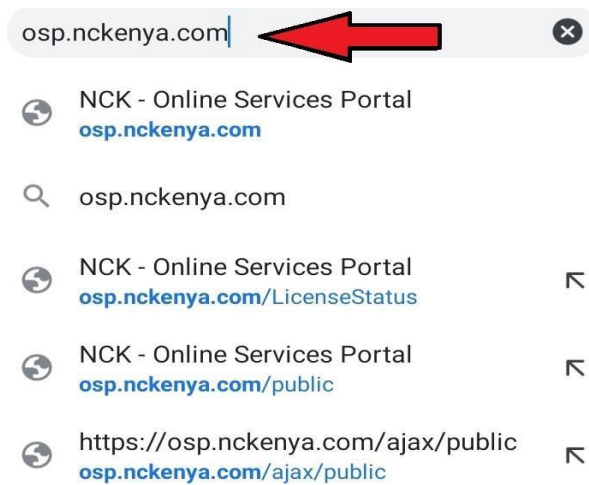 osp.nckenya.com
NCK - Online Services Portal
osp.nckenya.com
osp.nckenya.com
NCK - Online Services Portal
osp.nckenya.com/LicenseStatus
NCK - Online Services Portal
osp.nckenya.com/public
https://osp.nckenya.com/ajax/public
osp.nckenya.com/ajax/public